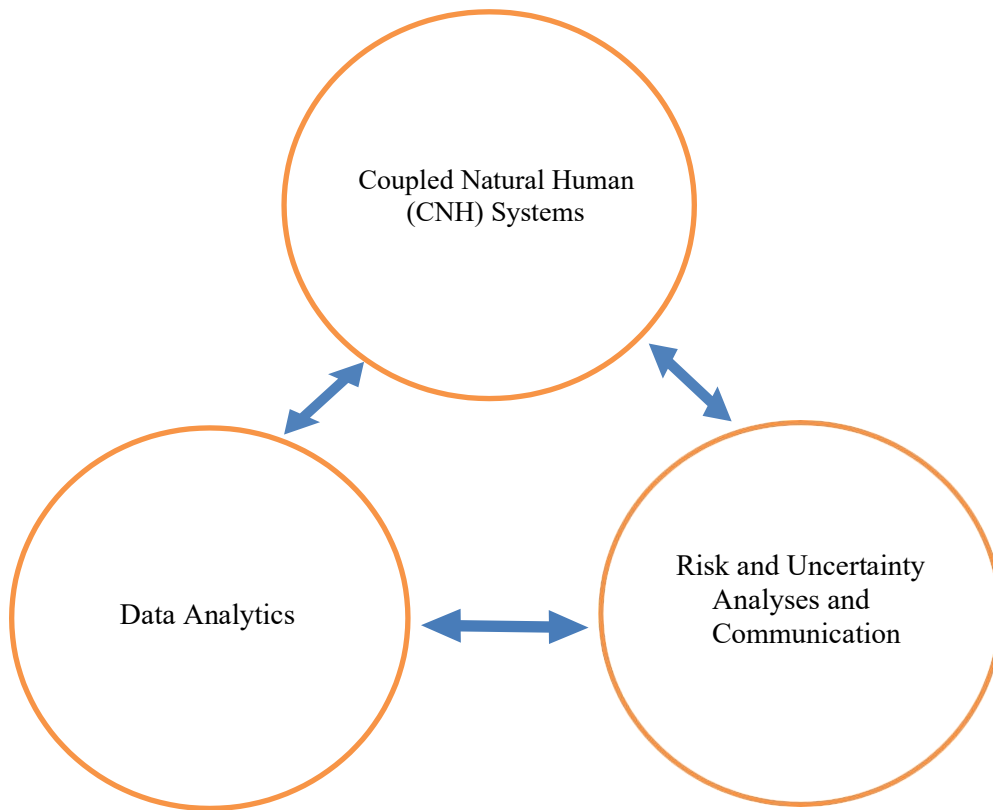 Coupled Natural Human
(CNH) Systems
Data Analytics
Risk and Uncertainty
Analyses and
Communication